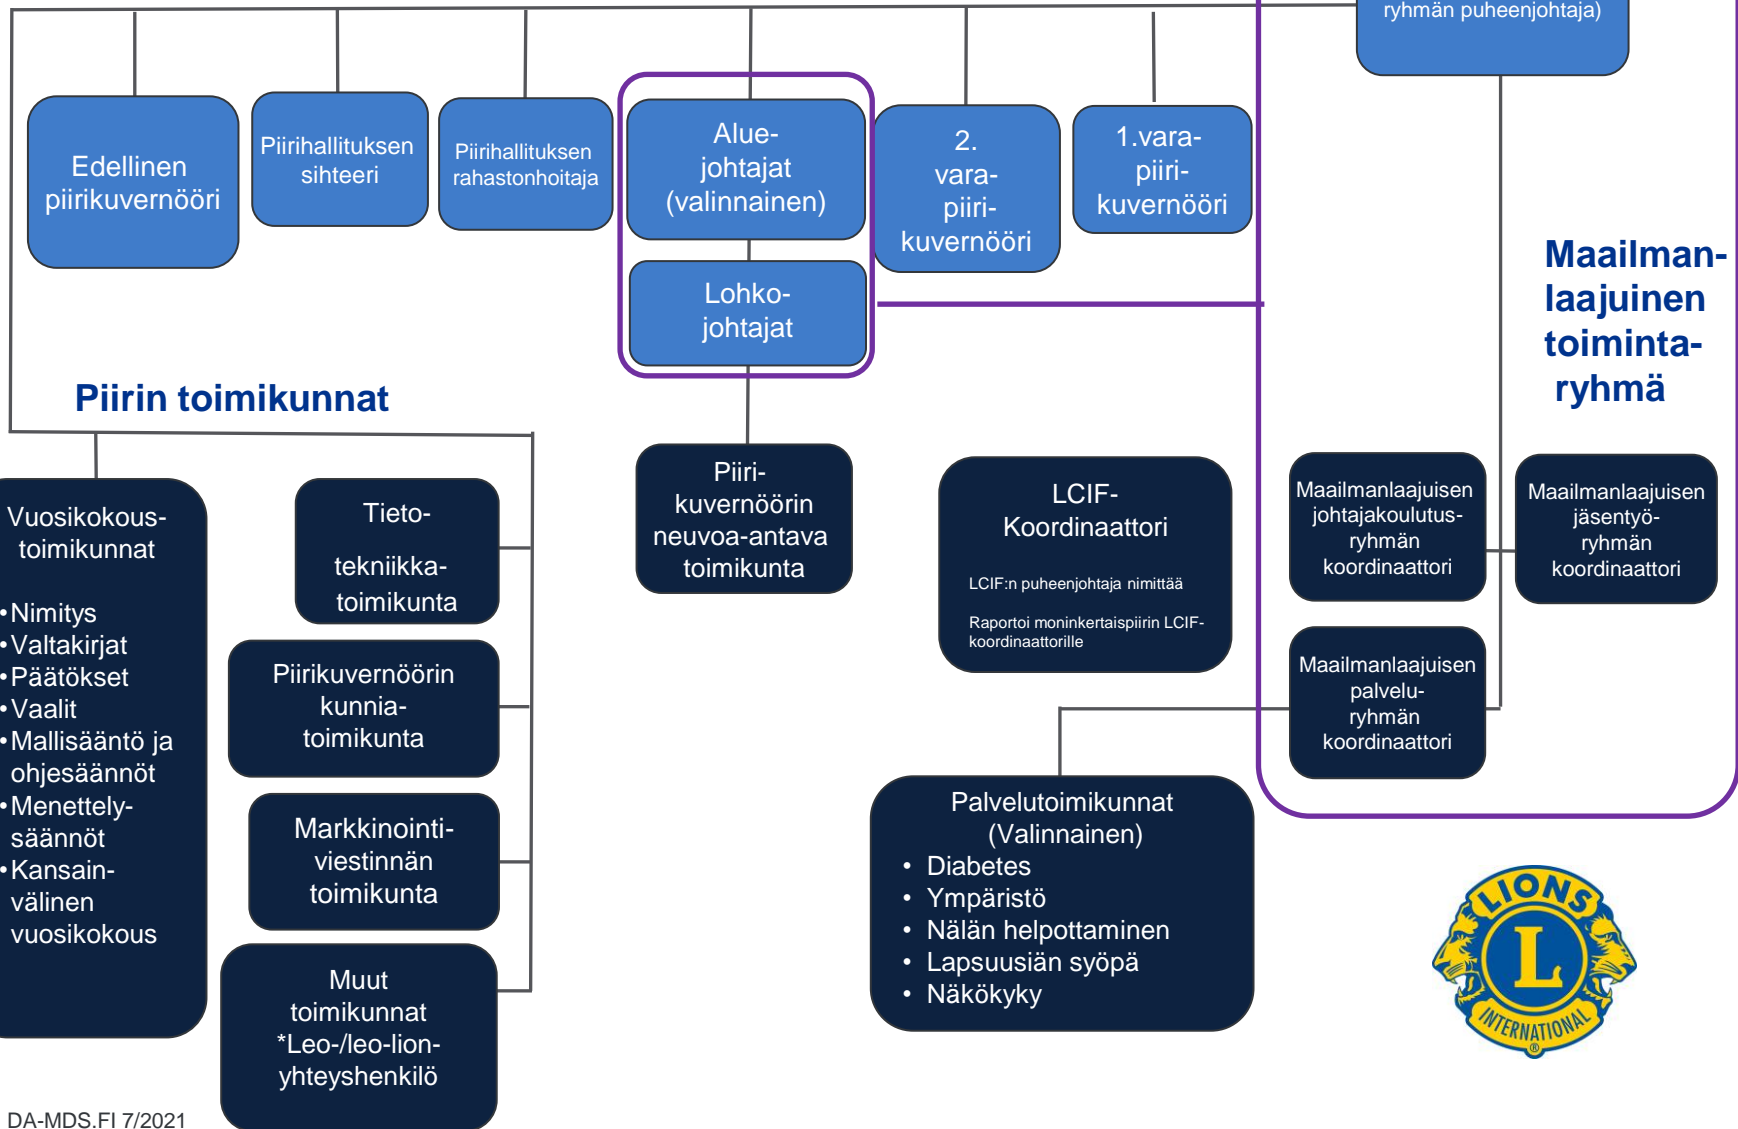 ryhmän puheenjohtaja)
Edellinen
piirikuvernööri
Piirihallituksen
sihteeri
Piirihallituksen
rahastonhoitaja
Alue-
johtajat
(valinnainen)
2.
vara-
piiri-
kuvernööri
1.vara-
piiri-
kuvernööri
Lohko-
johtajat
Maailman-
laajuinen
toiminta-
ryhmä
Piirin toimikunnat
Vuosikokous-
toimikunnat
•Nimitys
•Valtakirjat
•Päätökset
•Vaalit
•Mallisääntö ja
ohjesäännöt
•Menettely-
säännöt
•Kansain-
välinen
vuosikokous
Tieto-
tekniikka-
toimikunta
Piirikuvernöörin
kunnia-
toimikunta
Markkinointi-
viestinnän
toimikunta
Muut
toimikunnat
*Leo-/leo-lion-
yhteyshenkilö
Piiri-
kuvernöörin
neuvoa-antava
toimikunta
LCIF-
Koordinaattori
LCIF:n puheenjohtaja nimittää
Raportoi moninkertaispiirin LCIF-
koordinaattorille
Maailmanlaajuisen
johtajakoulutus-
ryhmän
koordinaattori
Maailmanlaajuisen
jäsentyö-
ryhmän
koordinaattori
Maailmanlaajuisen
palvelu-
ryhmän
koordinaattori
Palvelutoimikunnat
(Valinnainen)
• Diabetes
• Ympäristö
• Nälän helpottaminen
• Lapsuusiän syöpä
• Näkökyky
LIONS
L
INTERNATIONAL
®
DA-MDS.FI 7/2021